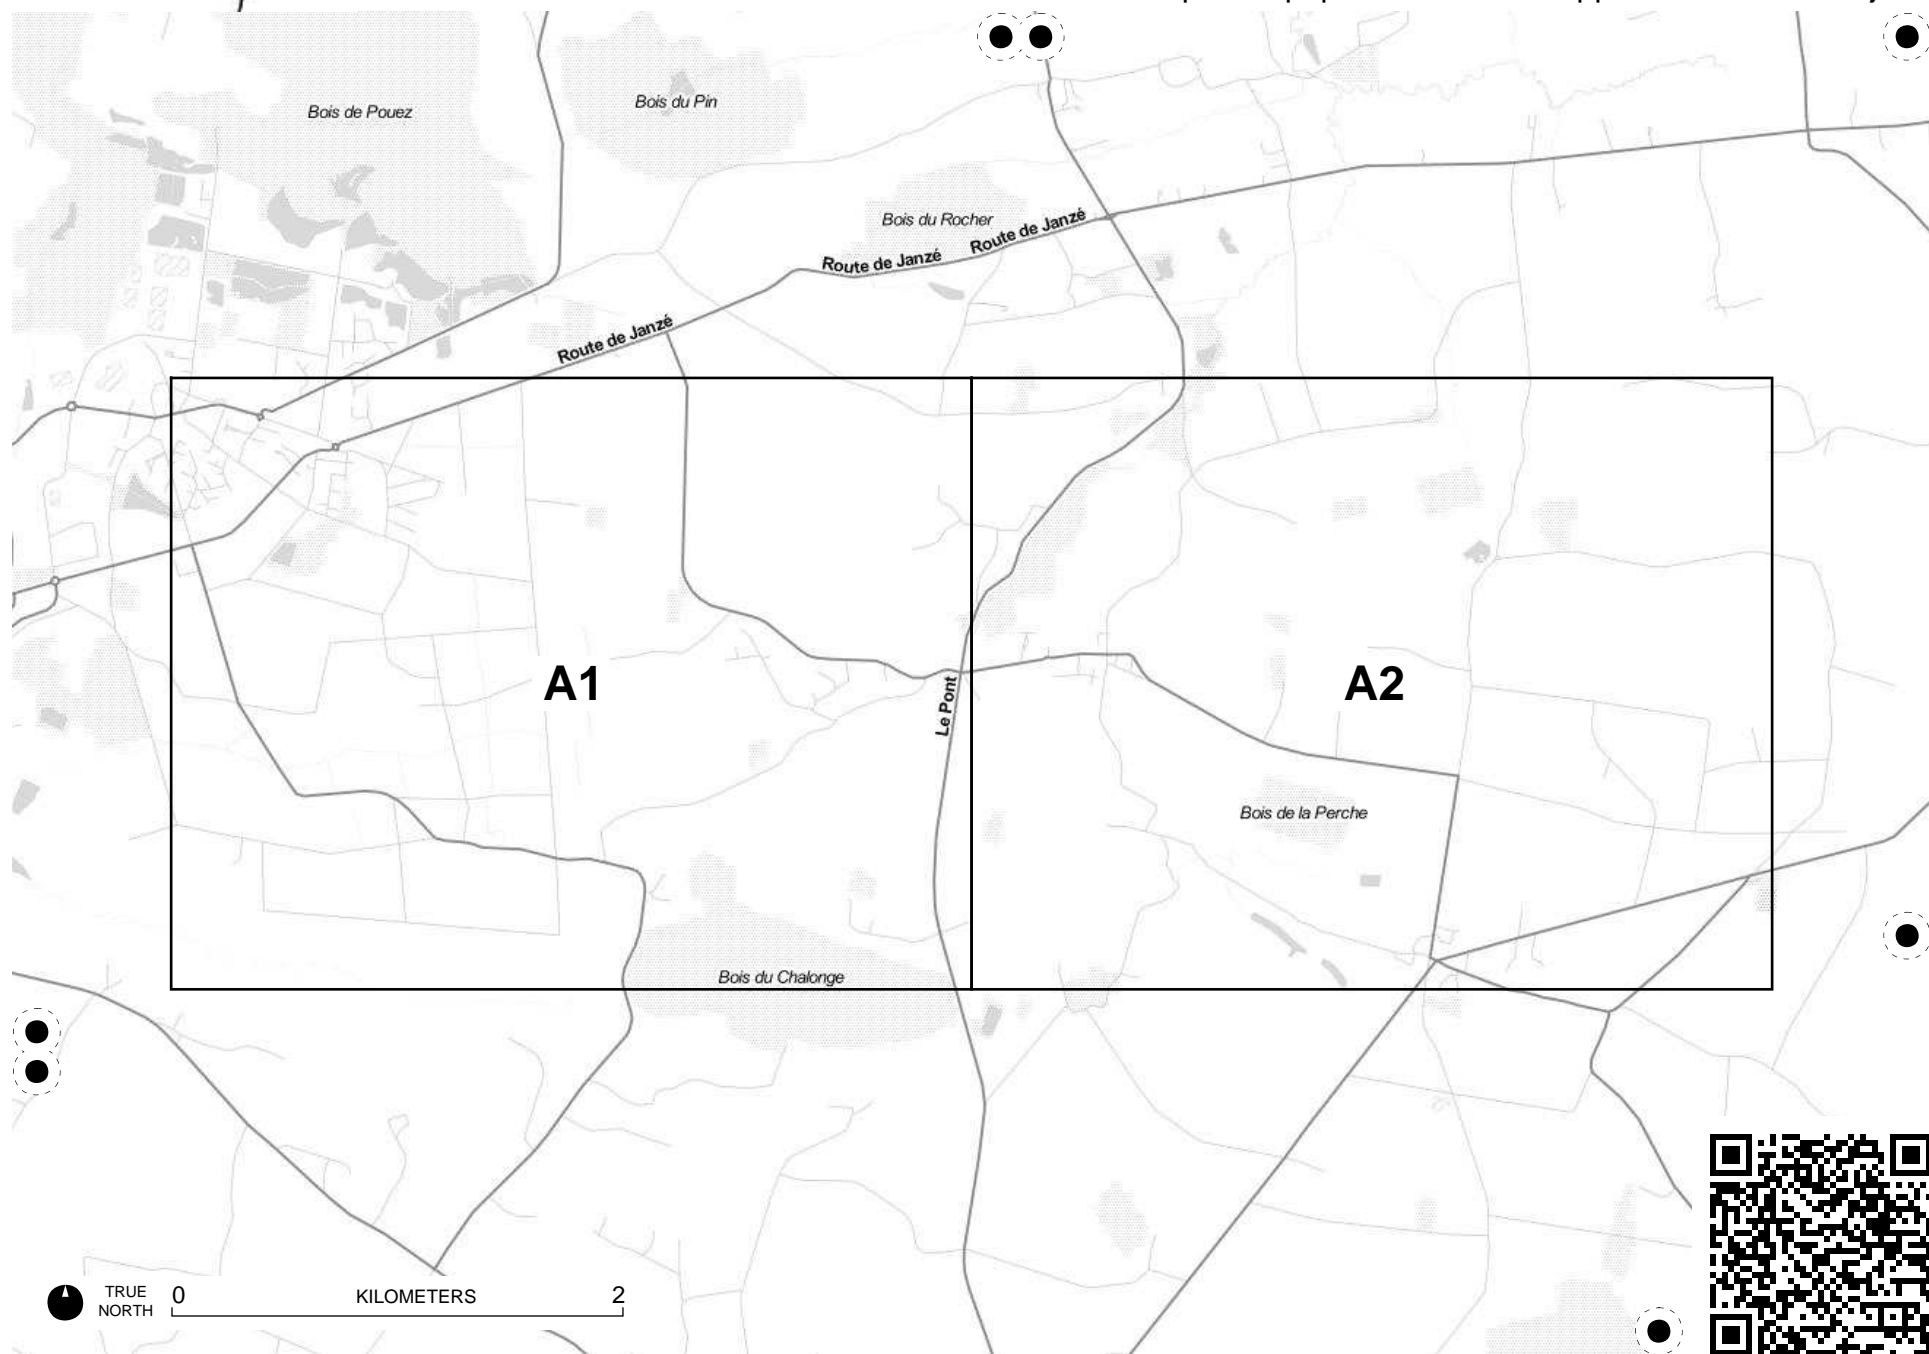 Bois du Pin
Bois de Pouez
Bois du Rocher
Route de Janzé
Route de Janzé
Route de Janzé
A1
A2
Le Pont
Bois de la Perche
Bois du Chalonge
TRUE
NORTH
0
KILOMETERS
2